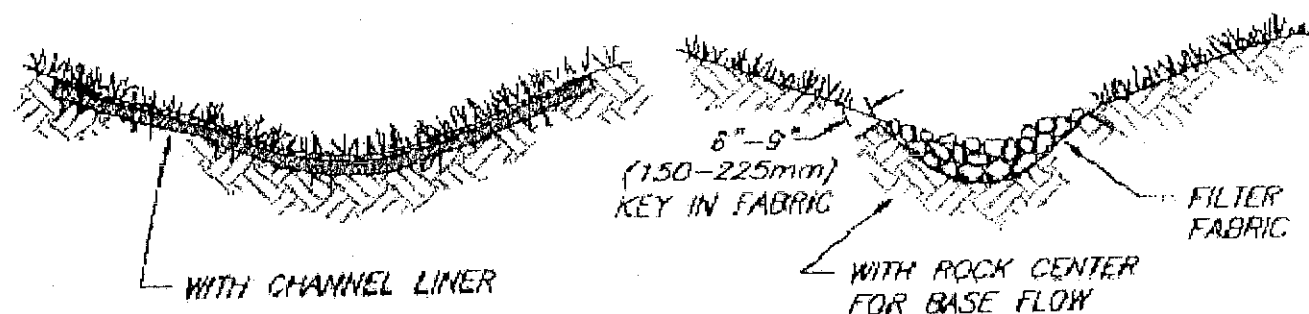 WITH CHANNEL LINER
6"-9"
(150-225mm)
KEY IN FABRIC
FILTER
FABRIC
WITH ROCK CENTER
FOR BASE FLOW